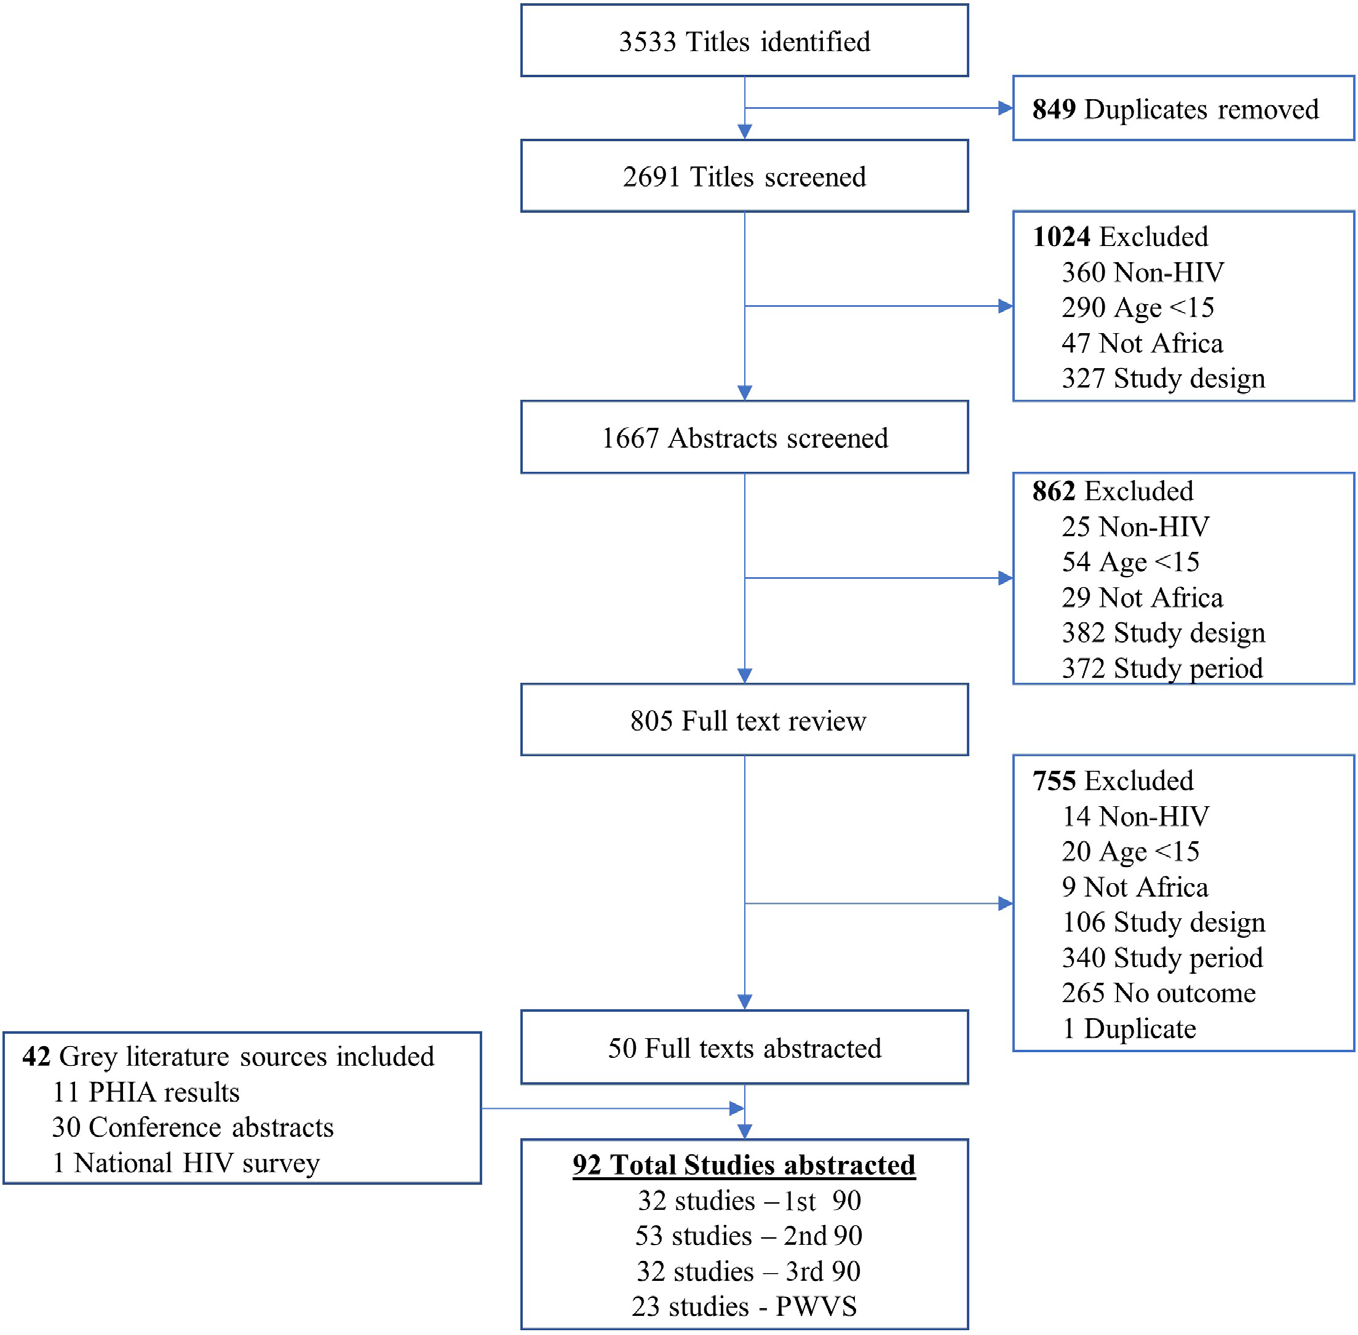 3533 Titles identified
849 Duplicates removed
2691 Titles screened
1024 Excluded
360 Non-HIV
290 Age <15
47 Not Africa
327 Study design
1667 Abstracts screened
862 Excluded
25 Non-HIV
54 Age <15
29 Not Africa
382 Study design
372 Study period
805 Full text review
755 Excluded
14 Non-HIV
20 Age <15
9 Not Africa
106 Study design
340 Study period
265 No outcome
1 Duplicate
50 Full texts abstracted
42 Grey literature sources included
11 PHIA results
30 Conference abstracts
1 National HIV survey
92 Total Studies abstracted
32 studies – 1st 90
53 studies – 2nd 90
32 studies – 3rd 90
23 studies - PWVS